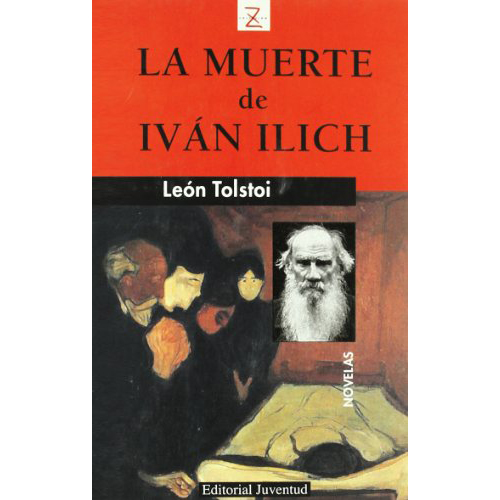 Z
LA MUERTE
de
IVÁN ILICH
León Tolstoi
NOVELAS
Editorial Juventud